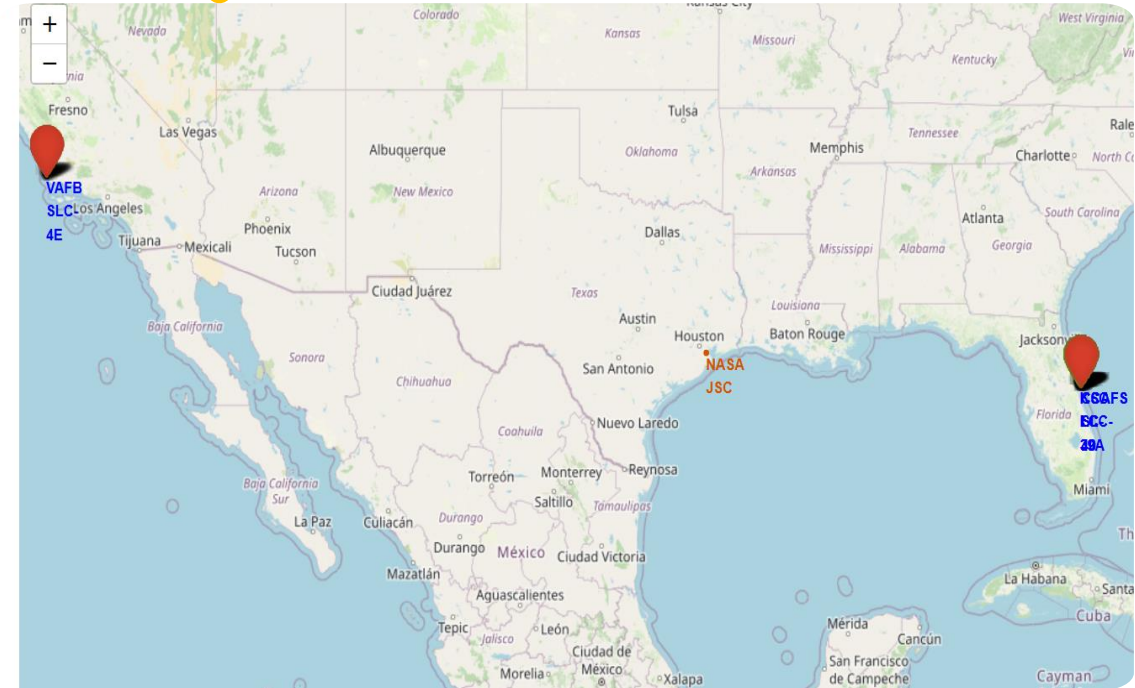 +
−
Nevada
Colorado
Kansas
Kansas City
Missouri
West Virginia
Kentucky
Fresno
Las Vegas
Albuquerque
Tulsa
Oklahoma
Memphis
Tennessee
Charlotte
North C
Arkansas
Arizona
New Mexico
VAFB
SLC-
4E
Los Angeles
Phoenix
Dallas
Atlanta
South Carolina
Tijuana
Mexicali
Tucson
Mississippi
Alabama
Georgia
Ciudad Juárez
Texas
Louisiana
Baja California
Austin
Houston
Baton Rouge
Sonora
San Antonio
NASA
JSC
Chihuahua
Florida
Coahuila
Nuevo Laredo
Torreón
Monterrey
Reynosa
Baja California
Sur
Saltillo
Tamaulipas
Miami
La Paz
Culiacán
Durango
Durango
México
Ciudad Victoria
Mazatlán
La Habana
Santa
Aguascalientes
Cuba
Tepic
León
Jalisco
Mérida
Cancún
Ciudad de
México
San Francisco
de Campeche
Morelia
Xalapa
Cayman